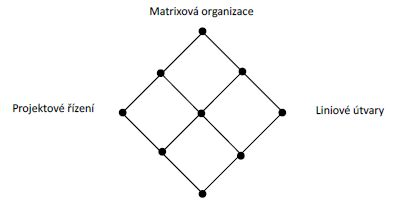 Matrixová organizace
Projektové řízení
Liniové útvary